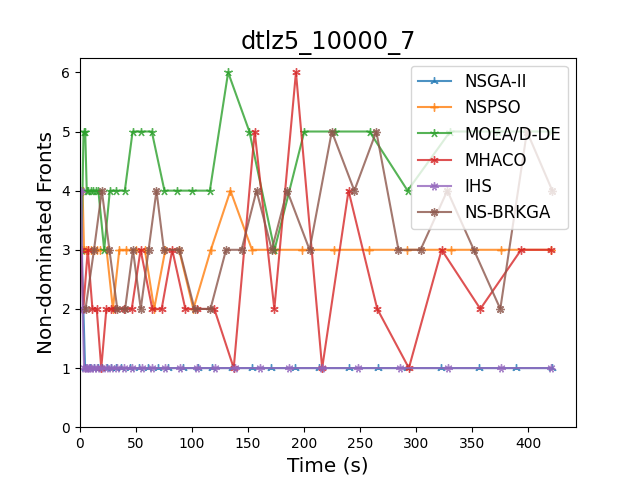 dtlz5_10000_7
Non-dominated Fronts
6
5
4
3
2
1
0
0 50 100 150 200 250 300 350 400
Time (s)
NSGA-II
NSPSO
MOEA/D-DE
MHACO
IHS
NS-BRKGA